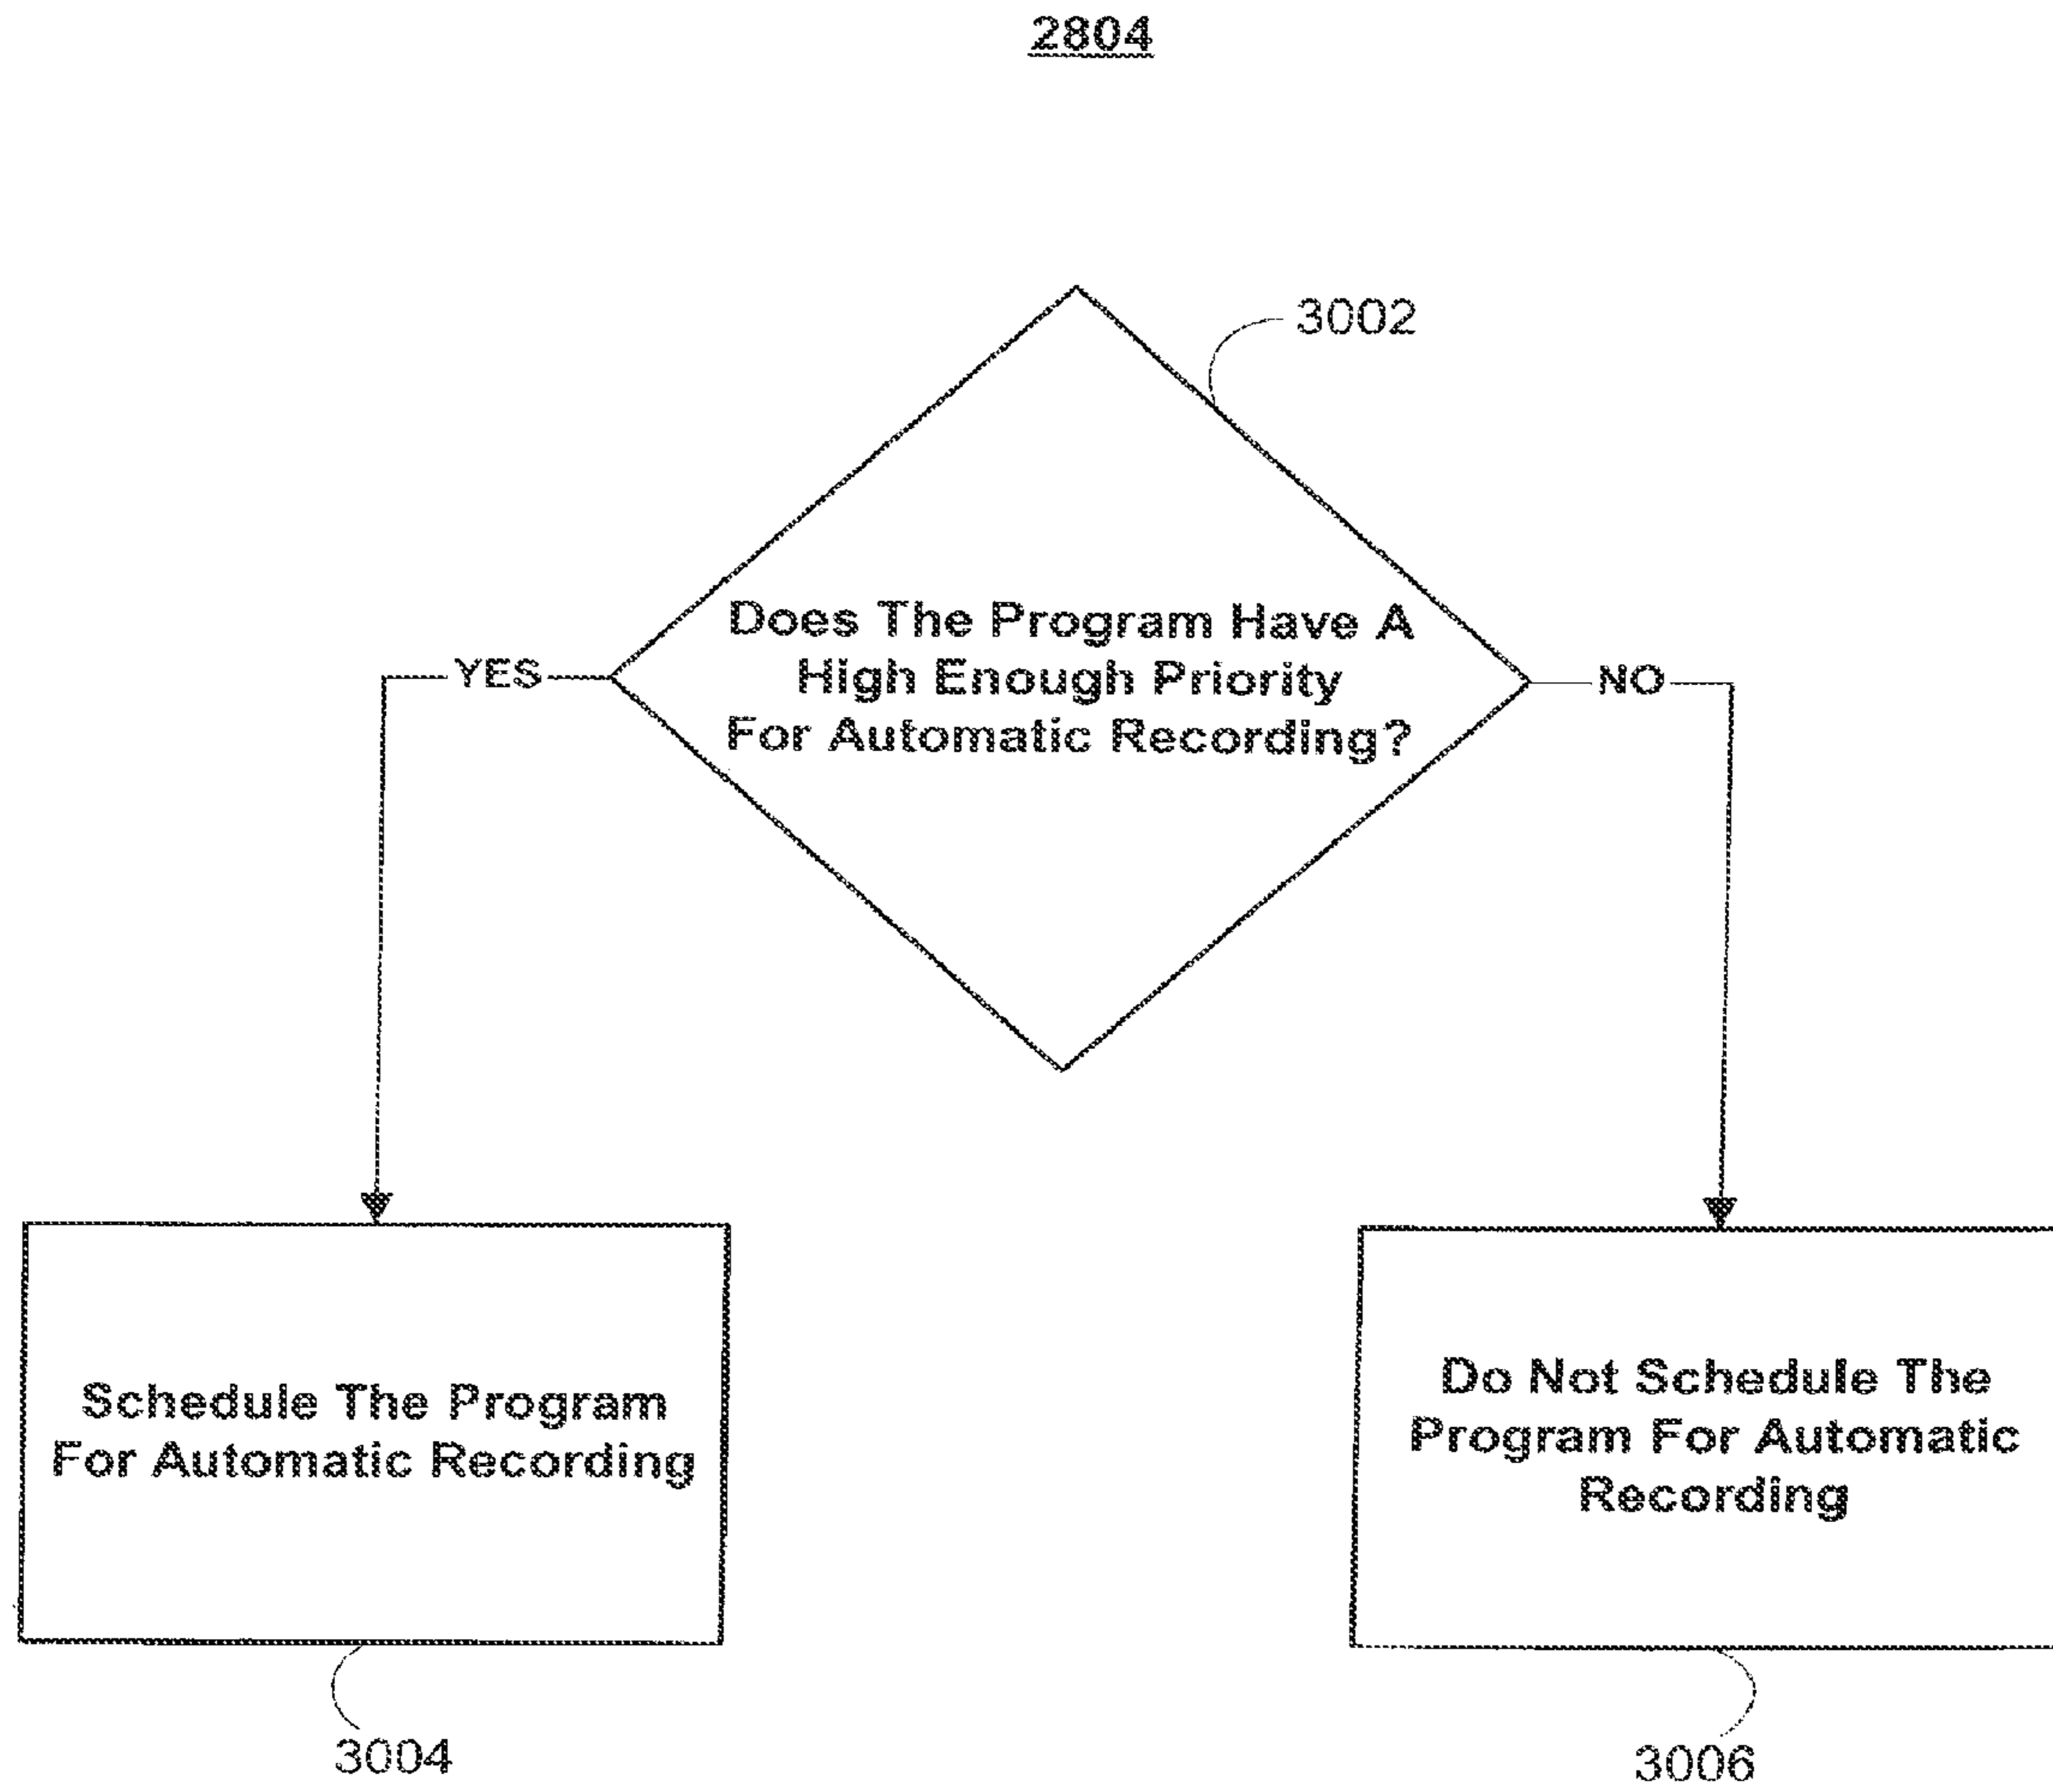 2804
3002
Does The Program Have A
High Enough Priority
For Automatic Recording?
YES
NO
Schedule The Program
For Automatic Recording
Do Not Schedule The
Program For Automatic
Recording
3004
3006